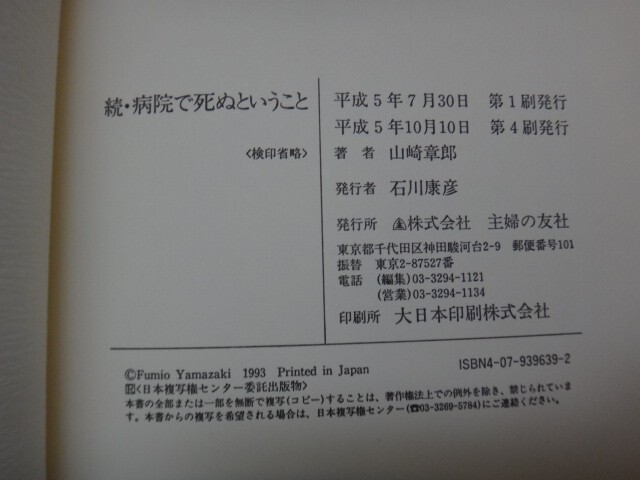 続・病院で死ぬということ
〈検印省略〉
平成5年7月30日 第1刷発行
平成5年10月10日 第4刷発行
著者 山崎章郎
発行者 石川康彦
発行所 株式会社 主婦の友社
東京都千代田区神田駿河台2-9 郵便番号101
振替 東京2-87527番
電話 (編集)03-3294-1121
(営業)03-3294-1134
印刷所 大日本印刷株式会社
©Fumio Yamazaki 1993 Printed in Japan
ISBN4-07-939639-2
〈日本複写権センター委託出版物〉
本書の全部または一部を無断で複写(コピー)することは、著作権法上での例外を除き、禁じられていま
す。本書からの複写を希望される場合は、日本複写権センター(☎03-3269-5784)にご連絡ください。